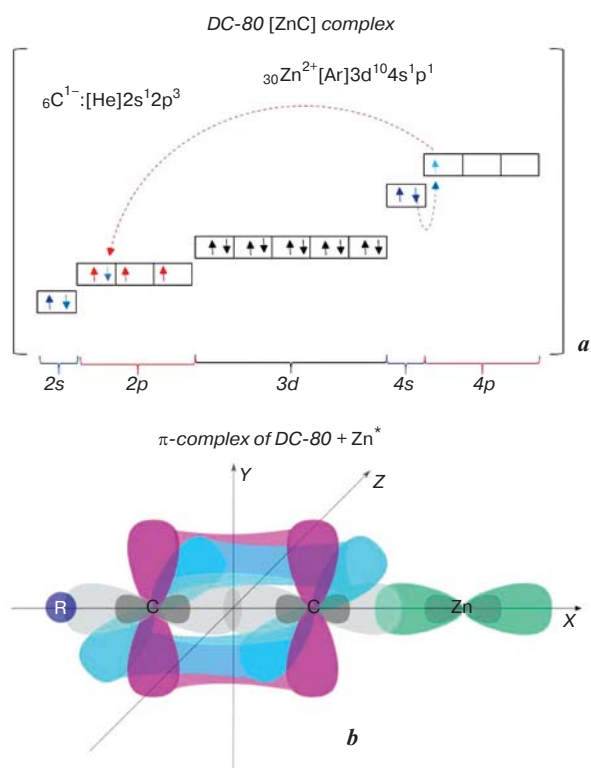 DC-80 [ZnC] complex
₆C¹⁻:[He]2s¹2p³
₃₀Zn²⁺[Ar]3d¹⁰4s¹p¹
2s 2p 3d 4s 4p
a
π-complex of DC-80 + Zn*
Y
Z
R C C Zn
X
b